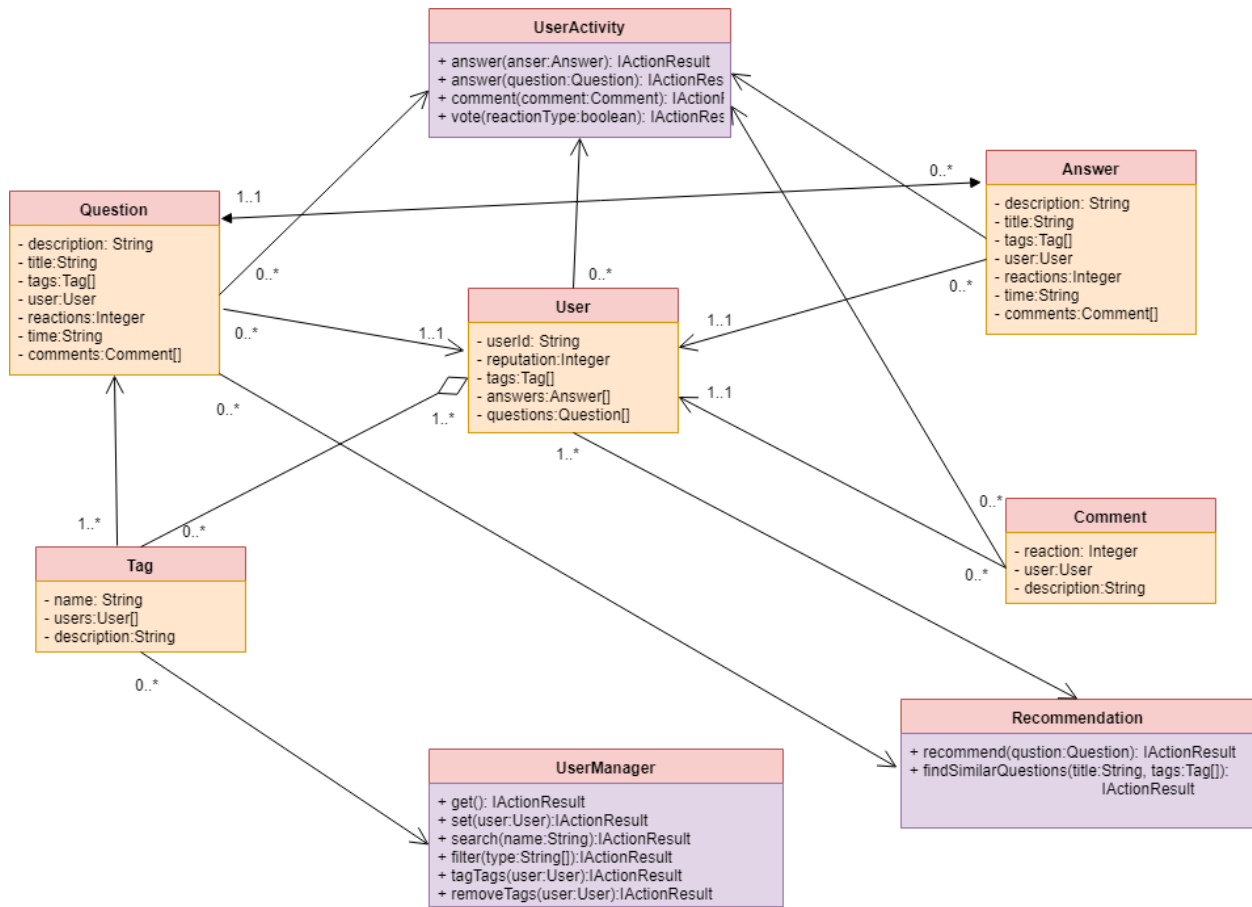 UserActivity
+ answer(anser:Answer): IActionResult
+ answer(question:Question): IActionRes
+ comment(comment:Comment): IAction
+ vote(reactionType:boolean): IActionRes
Question
- description: String
- title:String
- tags:Tag[]
- user:User
- reactions:Integer
- time:String
- comments:Comment[]
Answer
- description: String
- title:String
- tags:Tag[]
- user:User
- reactions:Integer
- time:String
- comments:Comment[]
1..1
0..*
0..*
0..*
0..*
1..1
0..*
1..1
User
- userId: String
- reputation:Integer
- tags:Tag[]
- answers:Answer[]
- questions:Question[]
0..*
1..*
1..1
1..*
1..*
0..*
0..*
0..*
Tag
- name: String
- users:User[]
- description:String
Comment
- reaction: Integer
- user:User
- description:String
0..*
UserManager
+ get(): IActionResult
+ set(user:User):IActionResult
+ search(name:String):IActionResult
+ filter(type:String[]):IActionResult
+ tagTags(user:User):IActionResult
+ removeTags(user:User):IActionResult
Recommendation
+ recommend(qustion:Question): IActionResult
+ findSimilarQuestions(title:String, tags:Tag[]):
IActionResult